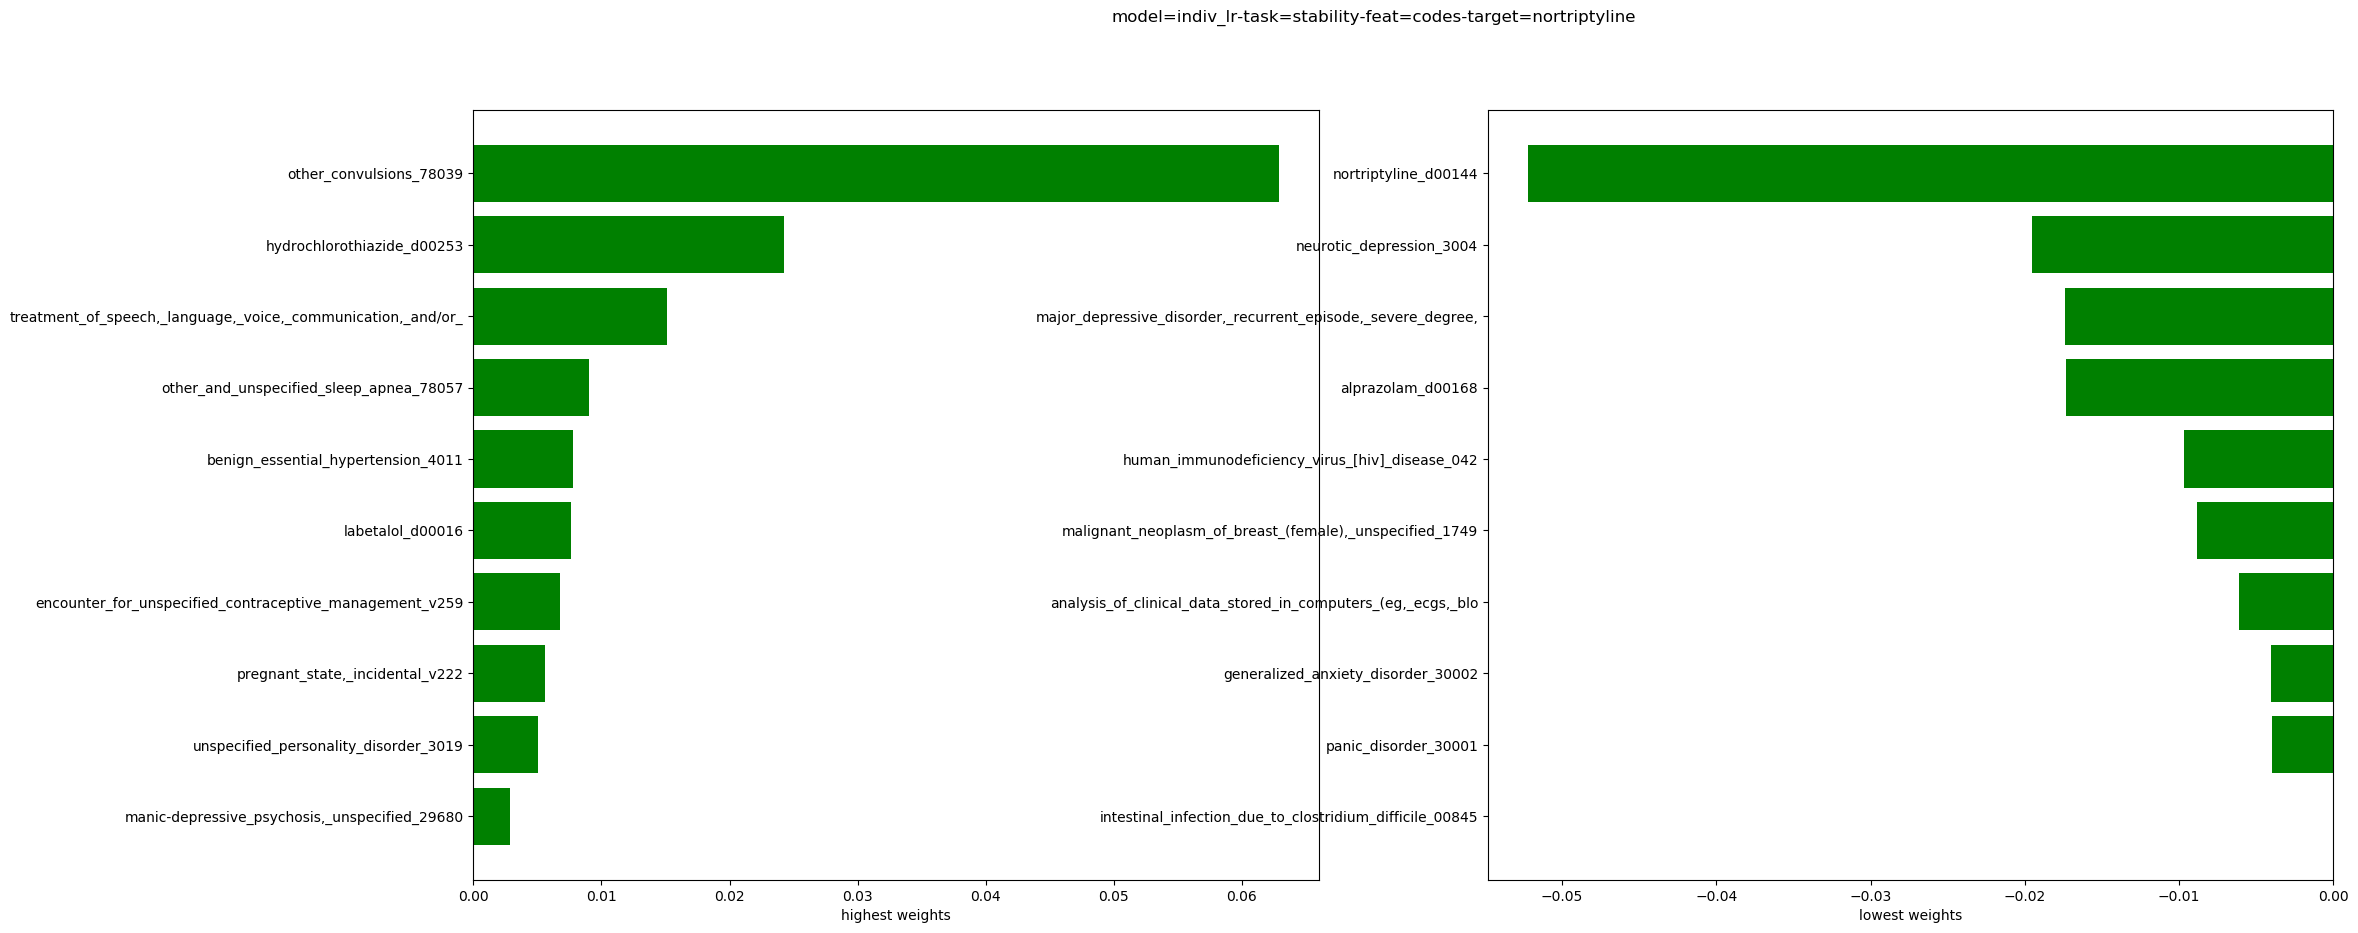 model=indiv_lr-task=stability-feat=codes-target=nortriptyline
other_convulsions_78039
hydrochlorothiazide_d00253
treatment_of_speech,_language,_voice,_communication,_and/or_
other_and_unspecified_sleep_apnea_78057
benign_essential_hypertension_4011
labetalol_d00016
encounter_for_unspecified_contraceptive_management_v259
pregnant_state,_incidental_v222
unspecified_personality_disorder_3019
manic-depressive_psychosis,_unspecified_29680
0.00 0.01 0.02 0.03 0.04 0.05 0.06
highest weights
nortriptyline_d00144
neurotic_depression_3004
major_depressive_disorder,_recurrent_episode,_severe_degree,
alprazolam_d00168
human_immunodeficiency_virus_[hiv]_disease_042
malignant_neoplasm_of_breast_(female),_unspecified_1749
analysis_of_clinical_data_stored_in_computers_(eg,_ecgs,_blo
generalized_anxiety_disorder_30002
panic_disorder_30001
intestinal_infection_due_to_clostridium_difficile_00845
−0.05 −0.04 −0.03 −0.02 −0.01 0.00
lowest weights